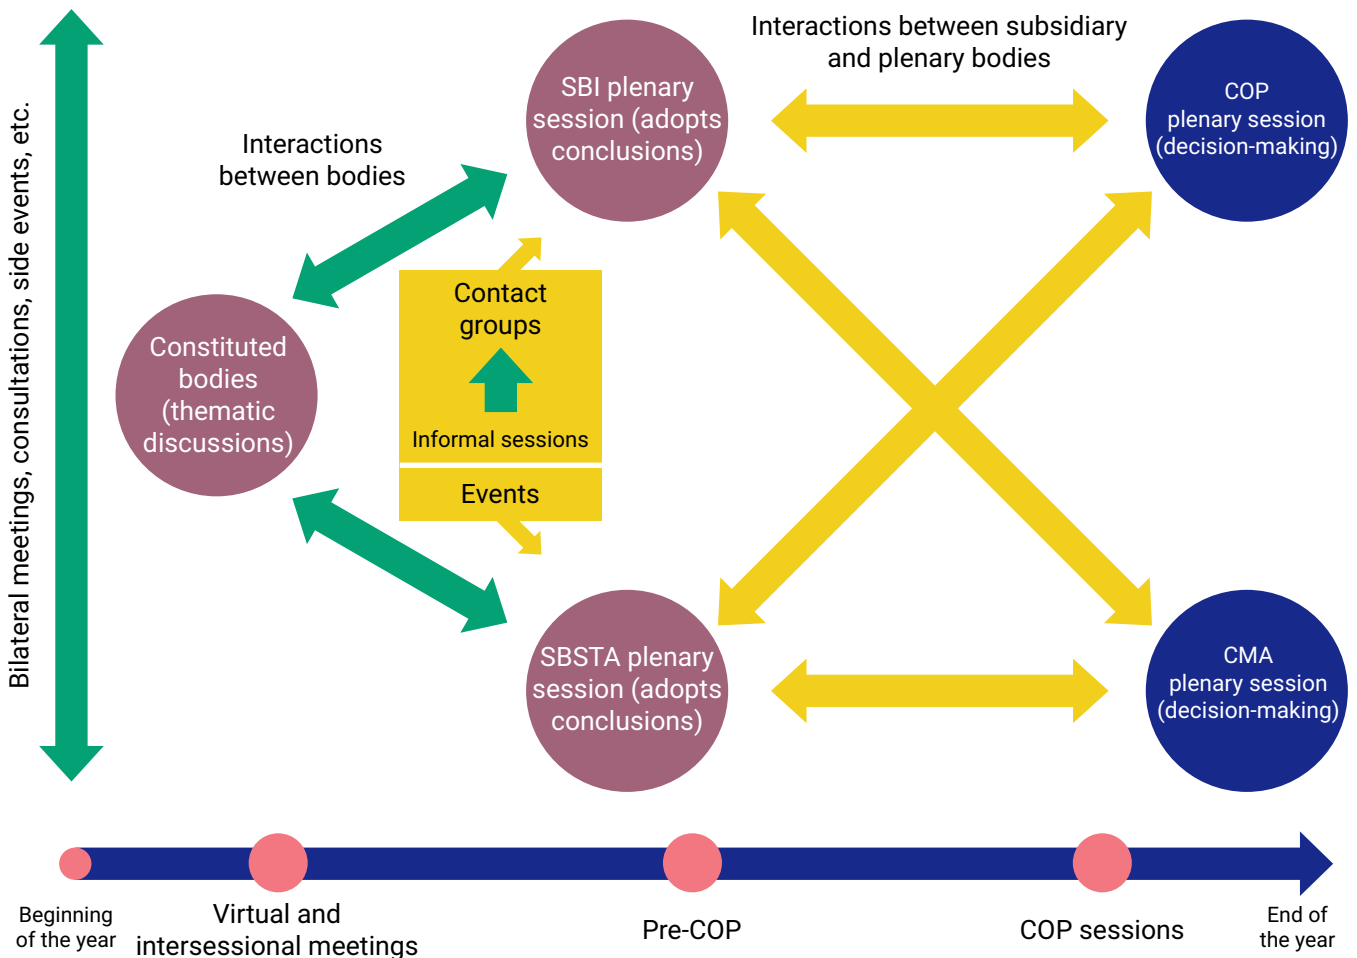 Bilateral meetings, consultations, side events, etc.
Interactions
between bodies
Interactions between subsidiary
and plenary bodies
SBI plenary
session (adopts
conclusions)
COP
plenary session
(decision-making)
Constituted
bodies
(thematic
discussions)
Contact
groups
Informal sessions
Events
SBSTA plenary
session (adopts
conclusions)
CMA
plenary session
(decision-making)
Beginning
of the year
Virtual and
intersessional meetings
Pre-COP
COP sessions
End of
the year